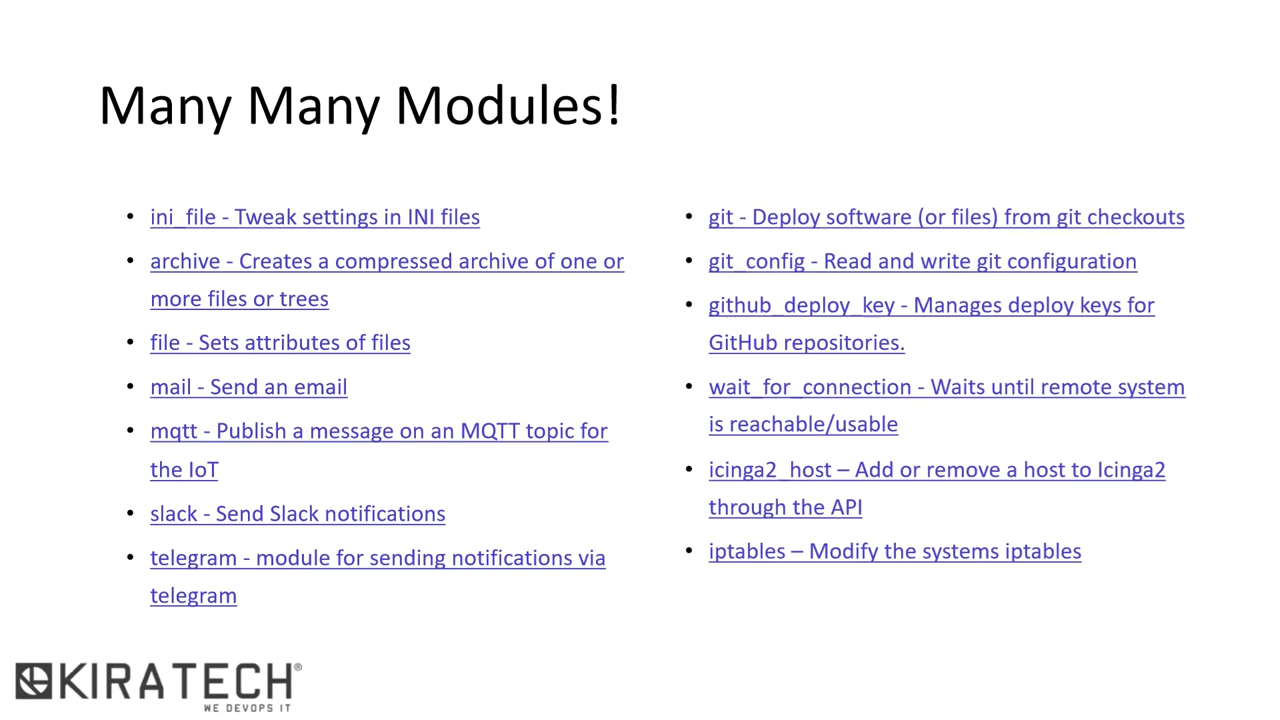 Many Many Modules!
• ini_file - Tweak settings in INI files
• archive - Creates a compressed archive of one or
more files or trees
• file - Sets attributes of files
• mail - Send an email
• mqtt - Publish a message on an MQTT topic for
the IoT
• slack - Send Slack notifications
• telegram - module for sending notifications via
telegram
• git - Deploy software (or files) from git checkouts
• git_config - Read and write git configuration
• github_deploy_key - Manages deploy keys for
GitHub repositories.
• wait_for_connection - Waits until remote system
is reachable/usable
• icinga2_host – Add or remove a host to Icinga2
through the API
• iptables – Modify the systems iptables
KIRATECH®
WE DEVOPS IT